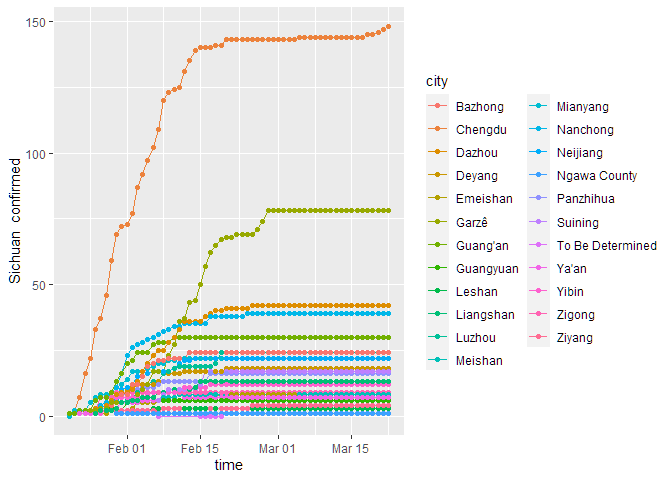 150
100
50
0
Sichuan confirmed
Feb 01
Feb 15
Mar 01
Mar 15
time
city
Bazhong
Chengdu
Dazhou
Deyang
Emeishan
Garzê
Guang'an
Guangyuan
Leshan
Liangshan
Luzhou
Meishan
Mianyang
Nanchong
Neijiang
Ngawa County
Panzhihua
Suining
To Be Determined
Ya'an
Yibin
Zigong
Ziyang